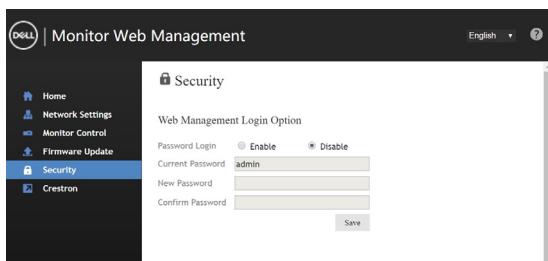 DELL | Monitor Web Management
English
?
Home
Network Settings
Monitor Control
Firmware Update
Security
Crestron
Security
Web Management Login Option
Password Login Enable Disable
Current Password admin
New Password
Confirm Password
Save